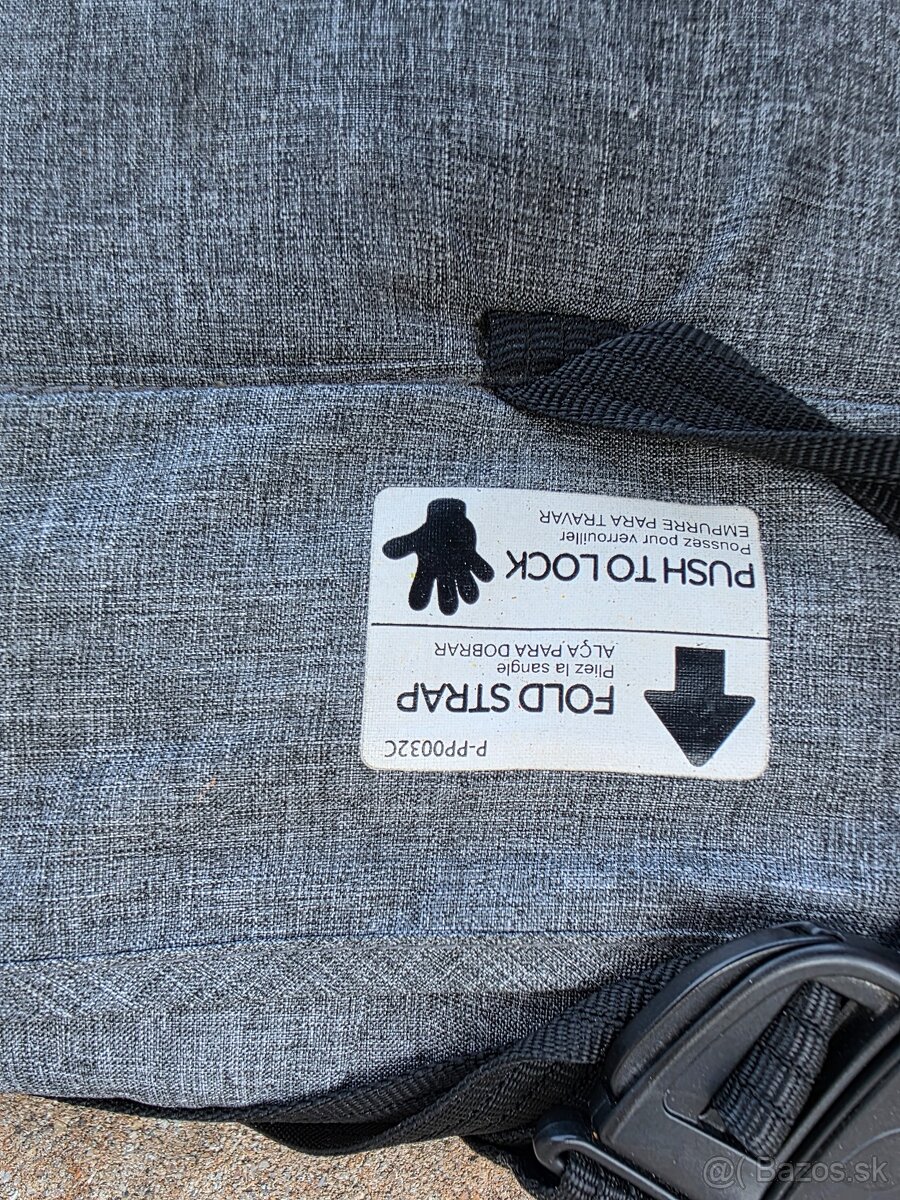 P-PP0032C
FOLD STRAP
Pliez la sangle
ALÇA PARA DOBRAR
PUSH TO LOCK
Poussez pour verrouiller
EMPURRE PARA TRAVAR
@( Bazos.sk